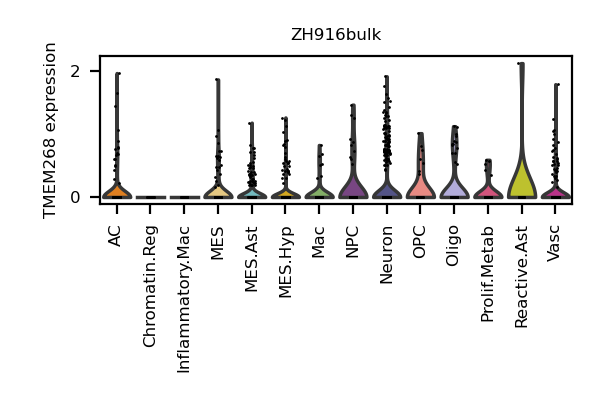 ZH916bulk
TMEM268 expression
2
0
AC
Chromatin.Reg
Inflammatory.Mac
MES
MES.Ast
MES.Hyp
Mac
NPC
Neuron
OPC
Oligo
Prolif.Metab
Reactive.Ast
Vasc